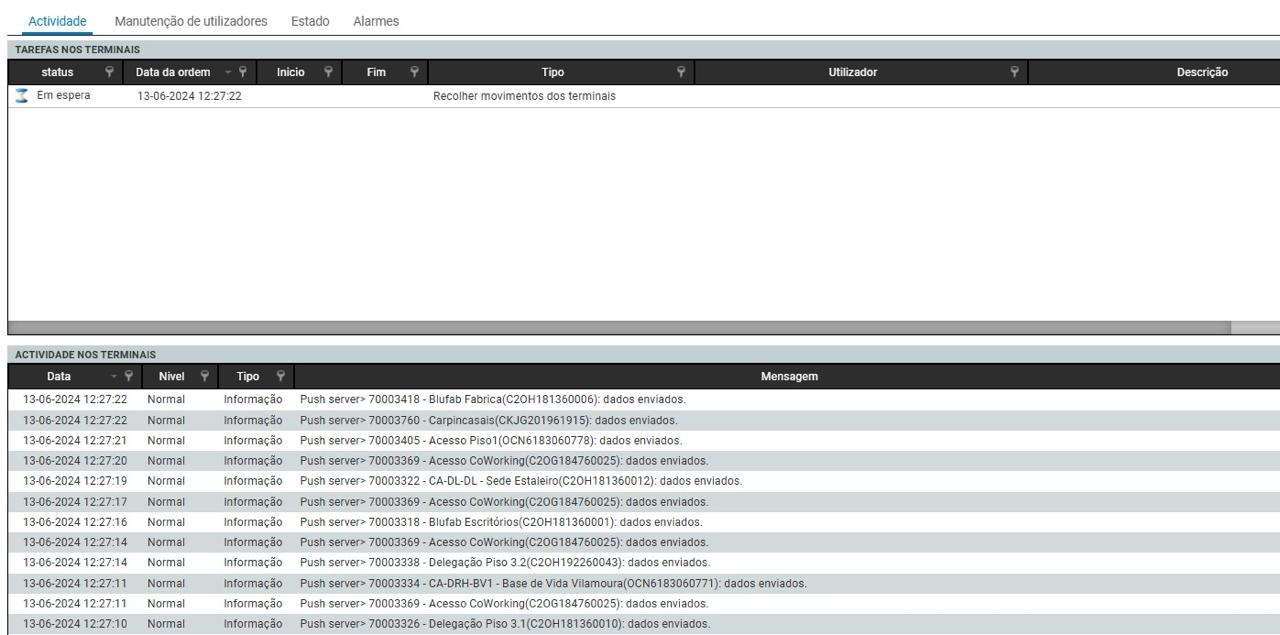 Actividade Manutenção de utilizadores Estado Alarmes
TAREFAS NOS TERMINAIS
status Data da ordem Inicio Fim Tipo Utilizador Descrição
Em espera 13-06-2024 12:27:22 Recolher movimentos dos terminais
ACTIVIDADE NOS TERMINAIS
Data Nivel Tipo Mensagem
13-06-2024 12:27:22 Normal Informação Push server> 70003418 - Blufab Fabrica(C2OH181360006): dados enviados.
13-06-2024 12:27:22 Normal Informação Push server> 70003760 - Carpincasais(CKJG201961915): dados enviados.
13-06-2024 12:27:21 Normal Informação Push server> 70003405 - Acesso Piso1(OCN6183060778): dados enviados.
13-06-2024 12:27:20 Normal Informação Push server> 70003369 - Acesso CoWorking(C2OG184760025): dados enviados.
13-06-2024 12:27:19 Normal Informação Push server> 70003322 - CA-DL-DL - Sede Estaleiro(C2OH181360012): dados enviados.
13-06-2024 12:27:17 Normal Informação Push server> 70003369 - Acesso CoWorking(C2OG184760025): dados enviados.
13-06-2024 12:27:16 Normal Informação Push server> 70003318 - Blufab Escritórios(C2OH181360001): dados enviados.
13-06-2024 12:27:14 Normal Informação Push server> 70003369 - Acesso CoWorking(C2OG184760025): dados enviados.
13-06-2024 12:27:14 Normal Informação Push server> 70003338 - Delegação Piso 3.2(C2OH192260043): dados enviados.
13-06-2024 12:27:11 Normal Informação Push server> 70003334 - CA-DRH-BV1 - Base de Vida Vilamoura(OCN6183060771): dados enviados.
13-06-2024 12:27:11 Normal Informação Push server> 70003369 - Acesso CoWorking(C2OG184760025): dados enviados.
13-06-2024 12:27:10 Normal Informação Push server> 70003326 - Delegação Piso 3.1(C2OH181360010): dados enviados.